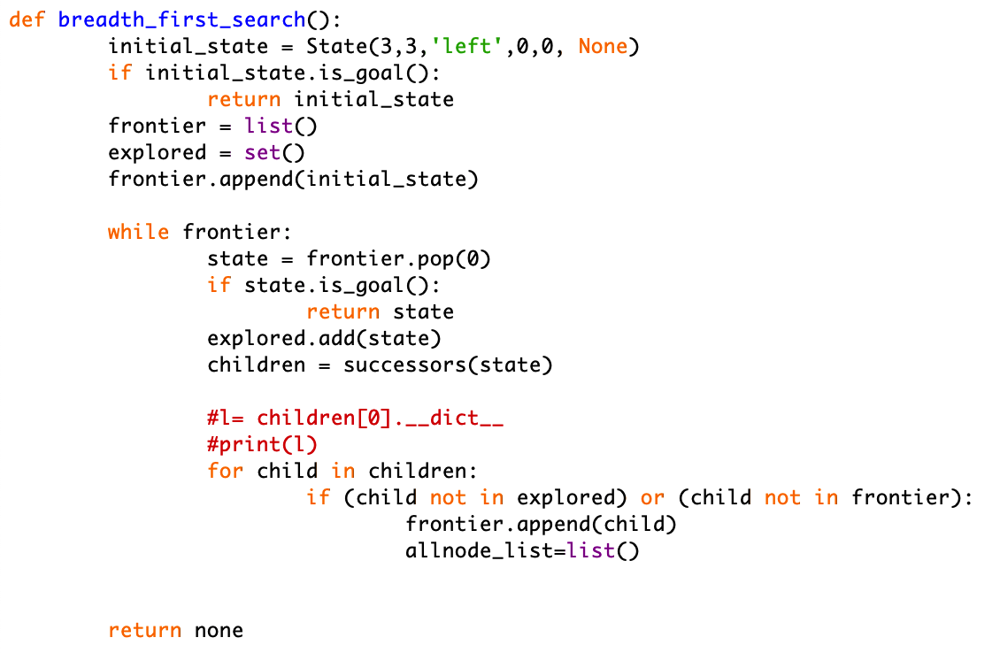 def breadth_first_search():
        initial_state = State(3,3,'left',0,0, None)
        if initial_state.is_goal():
                return initial_state
        frontier = list()
        explored = set()
        frontier.append(initial_state)

        while frontier:
                state = frontier.pop(0)
                if state.is_goal():
                        return state
                explored.add(state)
                children = successors(state)

                #l= children[0].__dict__
                #print(l)
                for child in children:
                        if (child not in explored) or (child not in frontier):
                                frontier.append(child)
                                allnode_list=list()


        return none